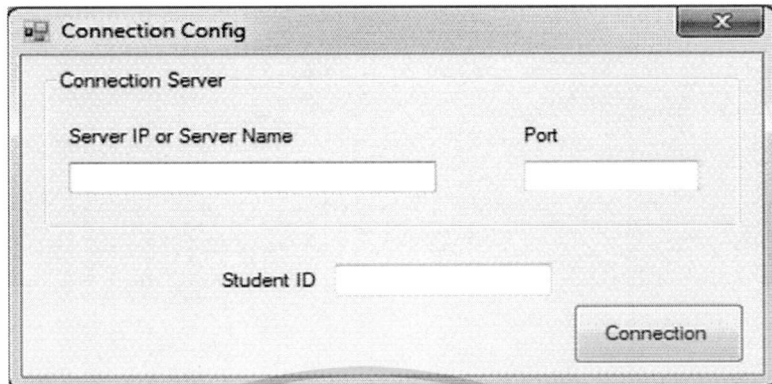 Connection Config
Connection Server
Server IP or Server Name
Port
Student ID
Connection